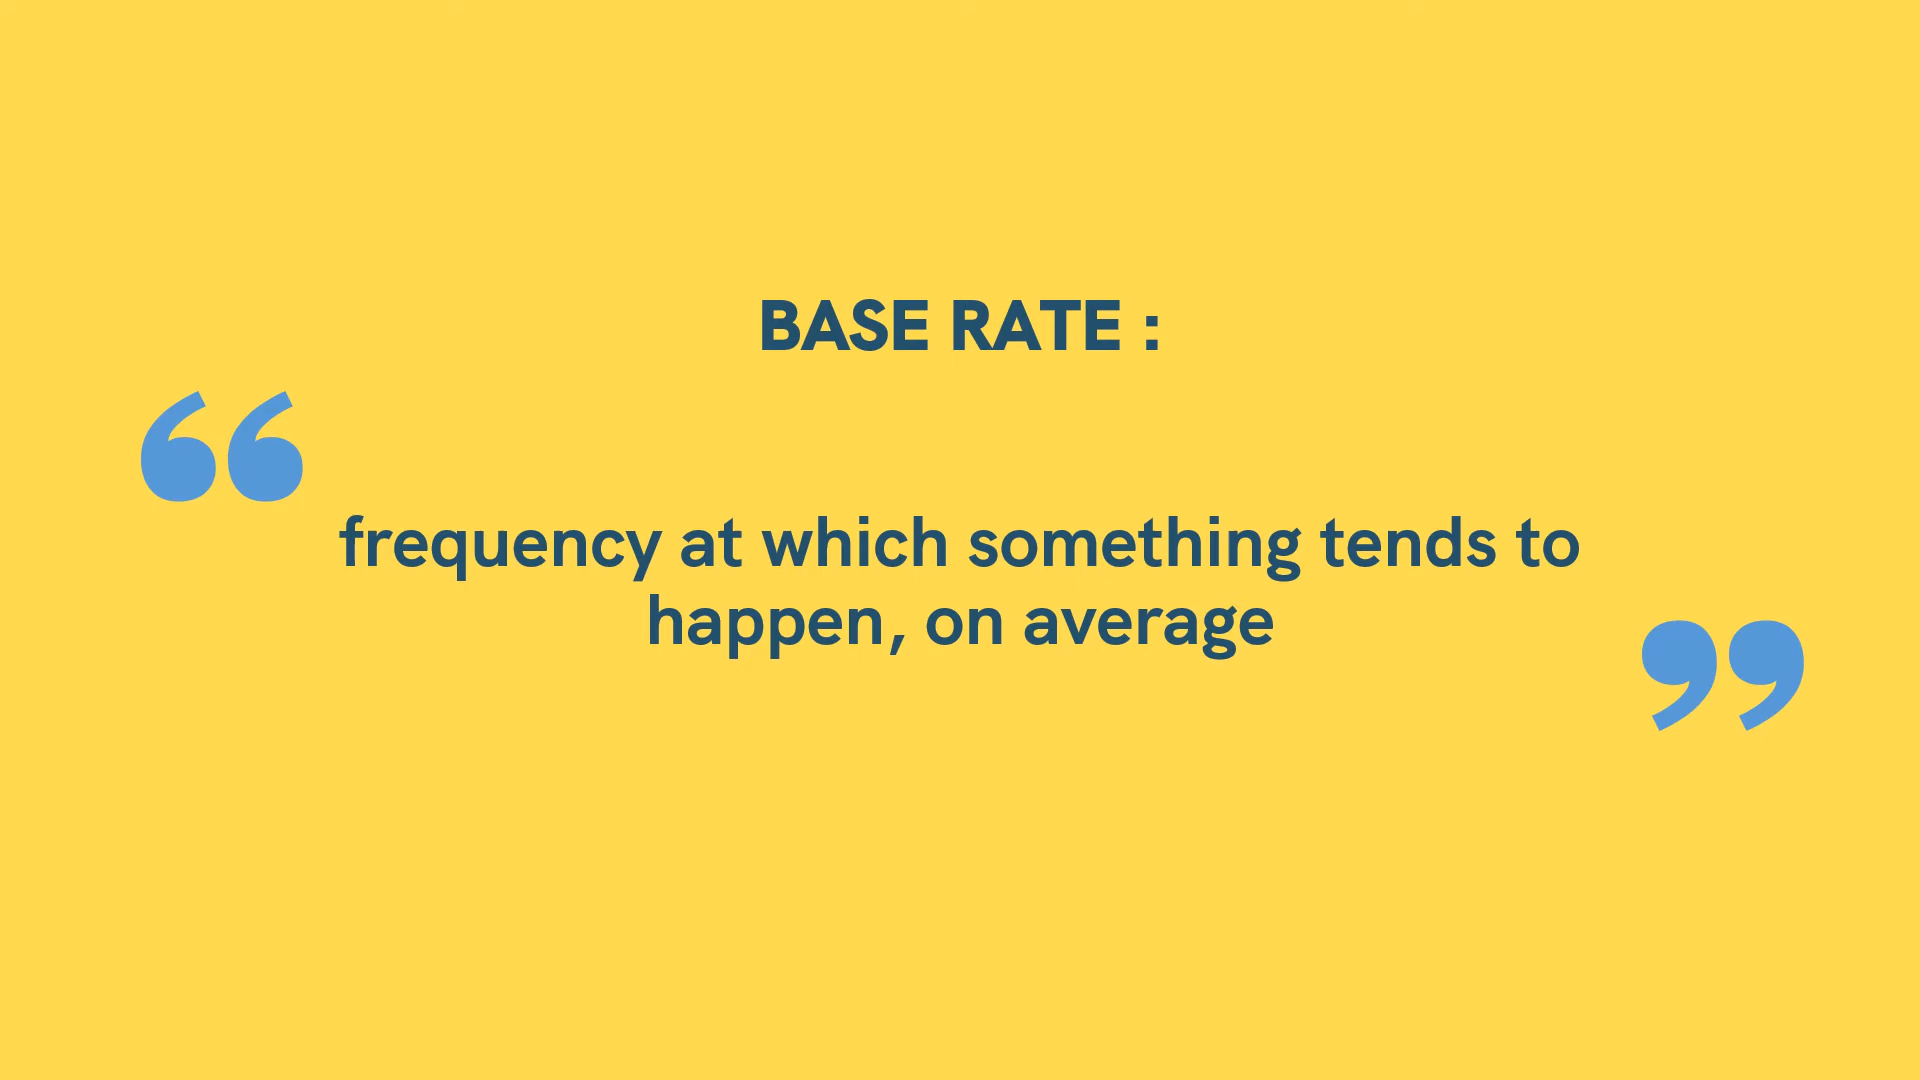 BASE RATE :
“
frequency at which something tends to
happen, on average
”